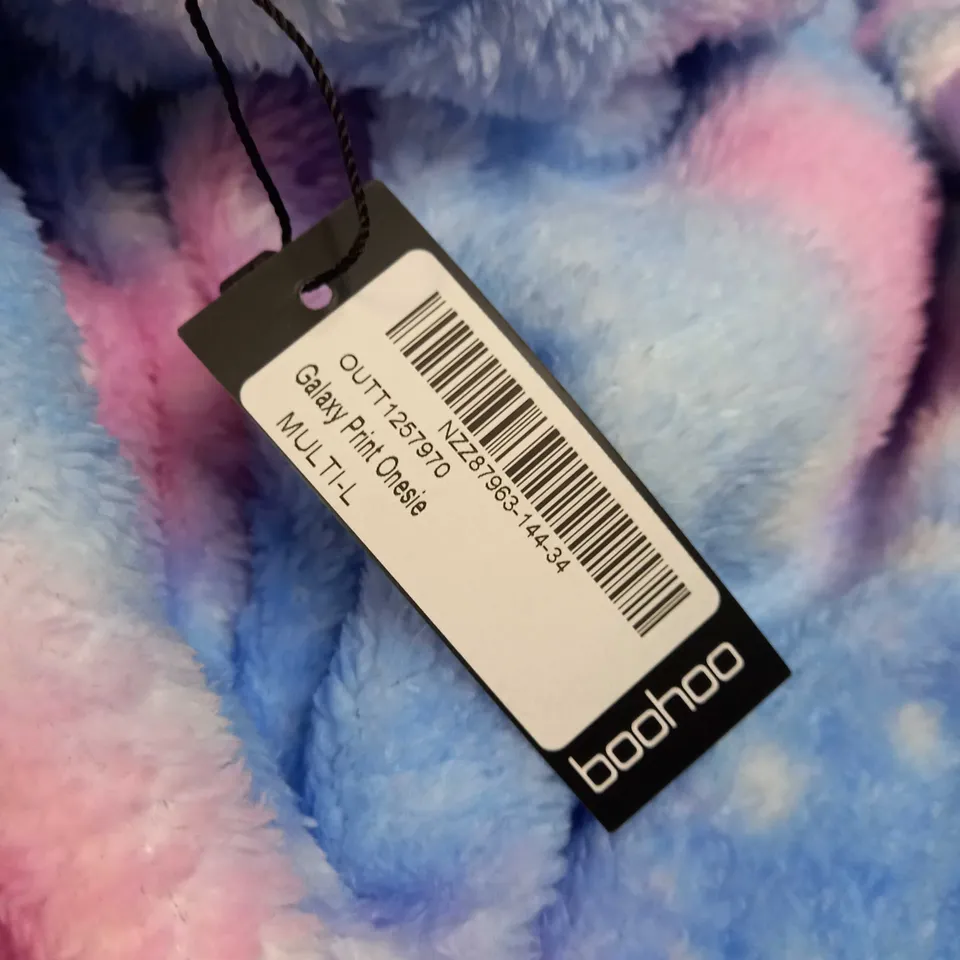 NZZ87963-144-34
OUTT1257970
Galaxy Print Onesie
MULTI-L
boohoo